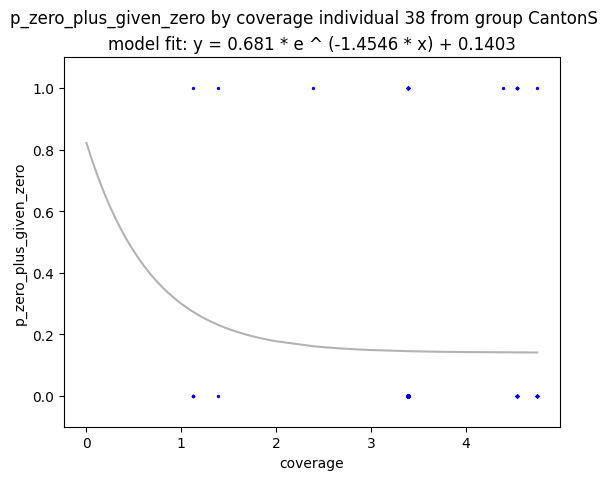 p_zero_plus_given_zero by coverage individual 38 from group CantonS
model fit: y = 0.681 * e ^ (-1.4546 * x) + 0.1403
1.0
0.8
0.6
0.4
0.2
0.0
p_zero_plus_given_zero
0 1 2 3 4
coverage